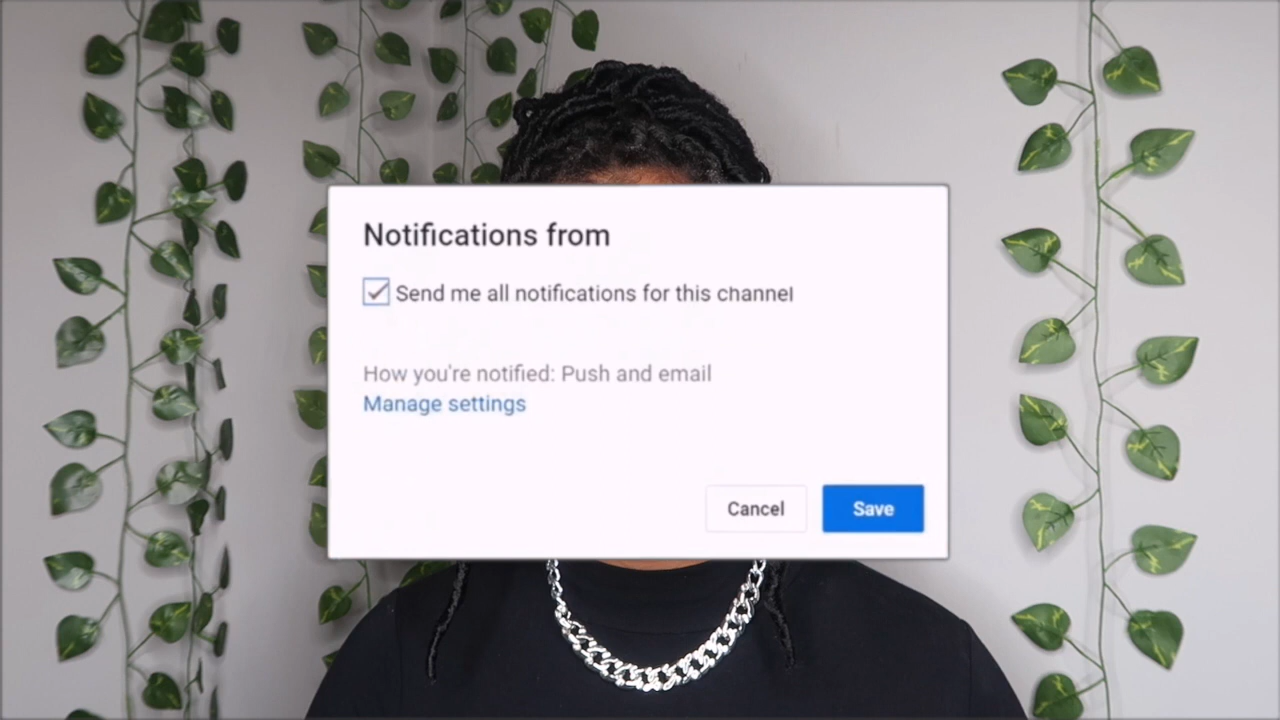 Notifications from
Send me all notifications for this channel
How you're notified: Push and email
Manage settings
Cancel
Save